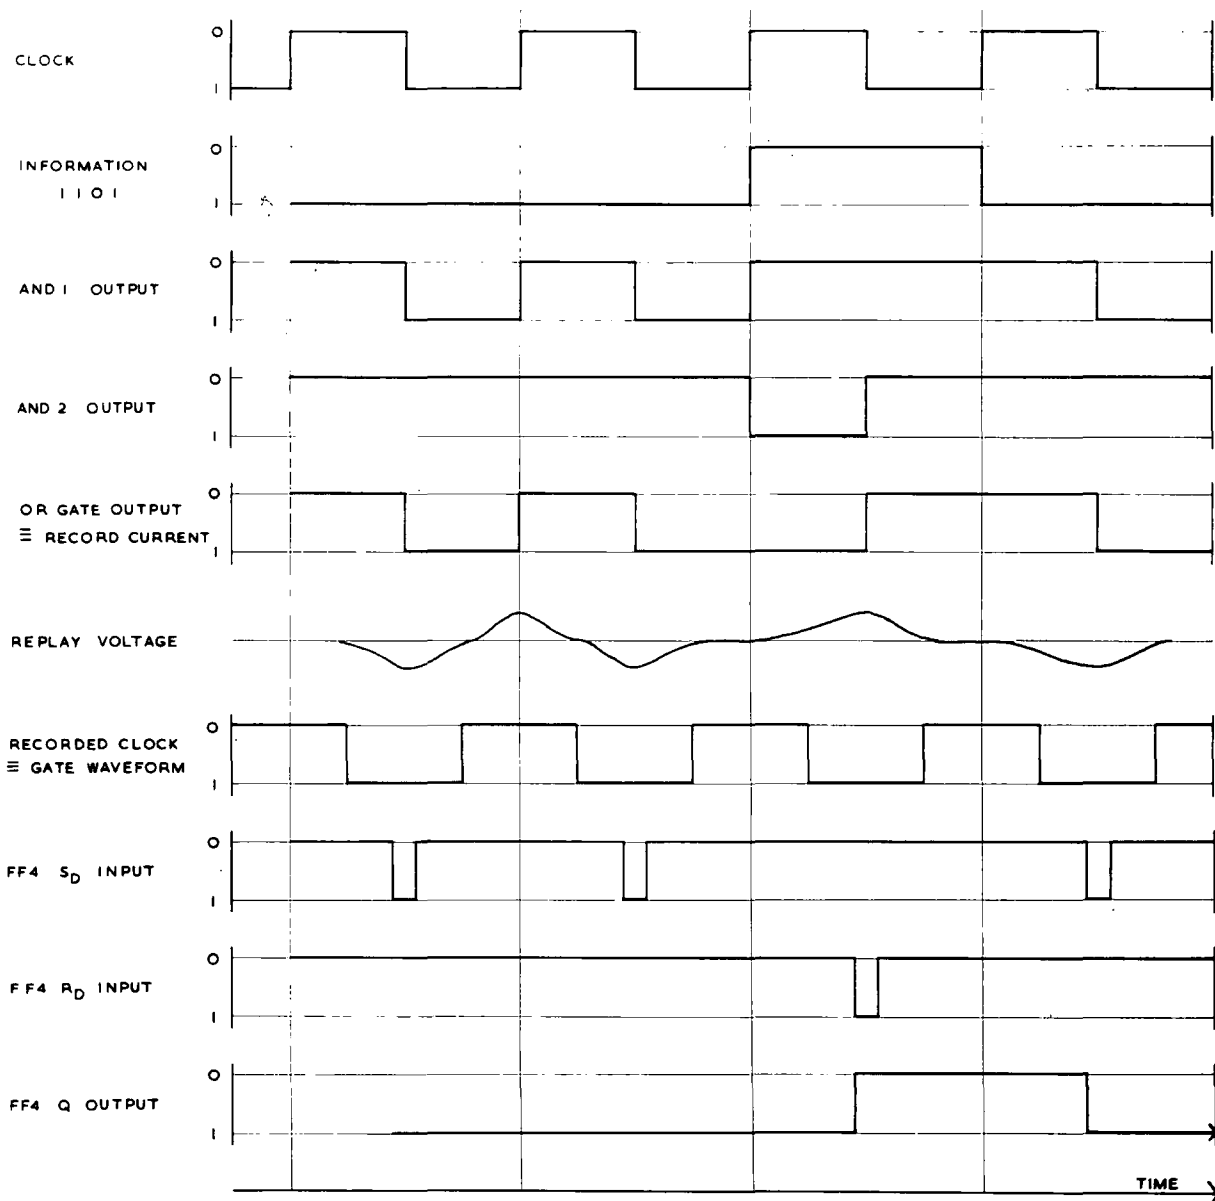 0
CLOCK
1
0
INFORMATION
1 1 0 1
1
0
AND 1 OUTPUT
1
0
AND 2 OUTPUT
1
0
OR GATE OUTPUT
≡ RECORD CURRENT
1
REPLAY VOLTAGE
0
RECORDED CLOCK
≡ GATE WAVEFORM
1
0
FF4 SD INPUT
1
0
FF4 RD INPUT
1
0
FF4 Q OUTPUT
1
TIME